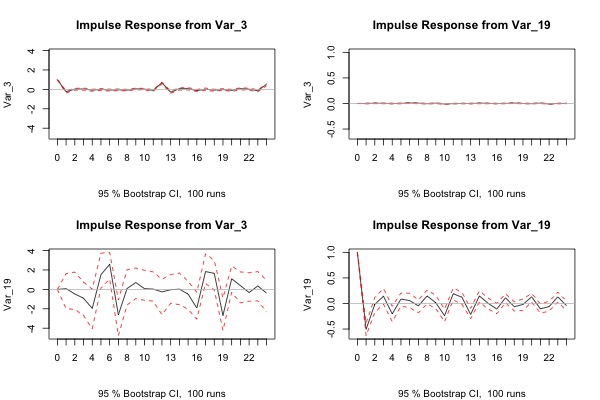 Impulse Response from Var_3
Var_3
4
2
0
-2
-4
0 2 4 6 8 10 13 16 19 22
95 % Bootstrap CI, 100 runs
Impulse Response from Var_19
Var_3
1.0
0.5
0.0
-0.5
0 2 4 6 8 10 13 16 19 22
95 % Bootstrap CI, 100 runs
Impulse Response from Var_3
Var_19
4
2
0
-2
-4
0 2 4 6 8 10 13 16 19 22
95 % Bootstrap CI, 100 runs
Impulse Response from Var_19
Var_19
1.0
0.5
0.0
-0.5
0 2 4 6 8 10 13 16 19 22
95 % Bootstrap CI, 100 runs